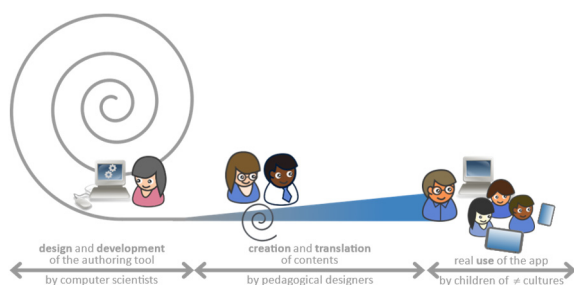 design and development
of the authoring tool
by computer scientists
creation and translation
of contents
by pedagogical designers
real use of the app
by children of ≠ cultures